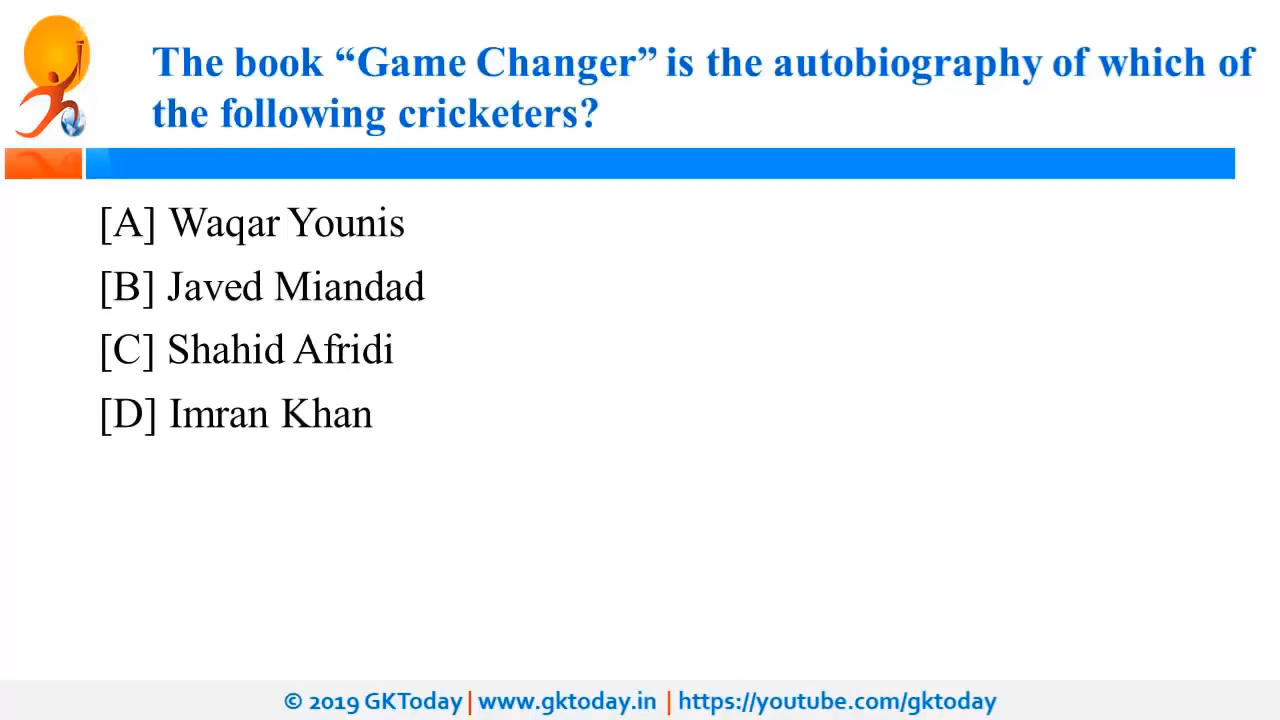 The book “Game Changer” is the autobiography of which of
the following cricketers?
[A] Waqar Younis
[B] Javed Miandad
[C] Shahid Afridi
[D] Imran Khan
© 2019 GKToday | www.gktoday.in | https://youtube.com/gktoday